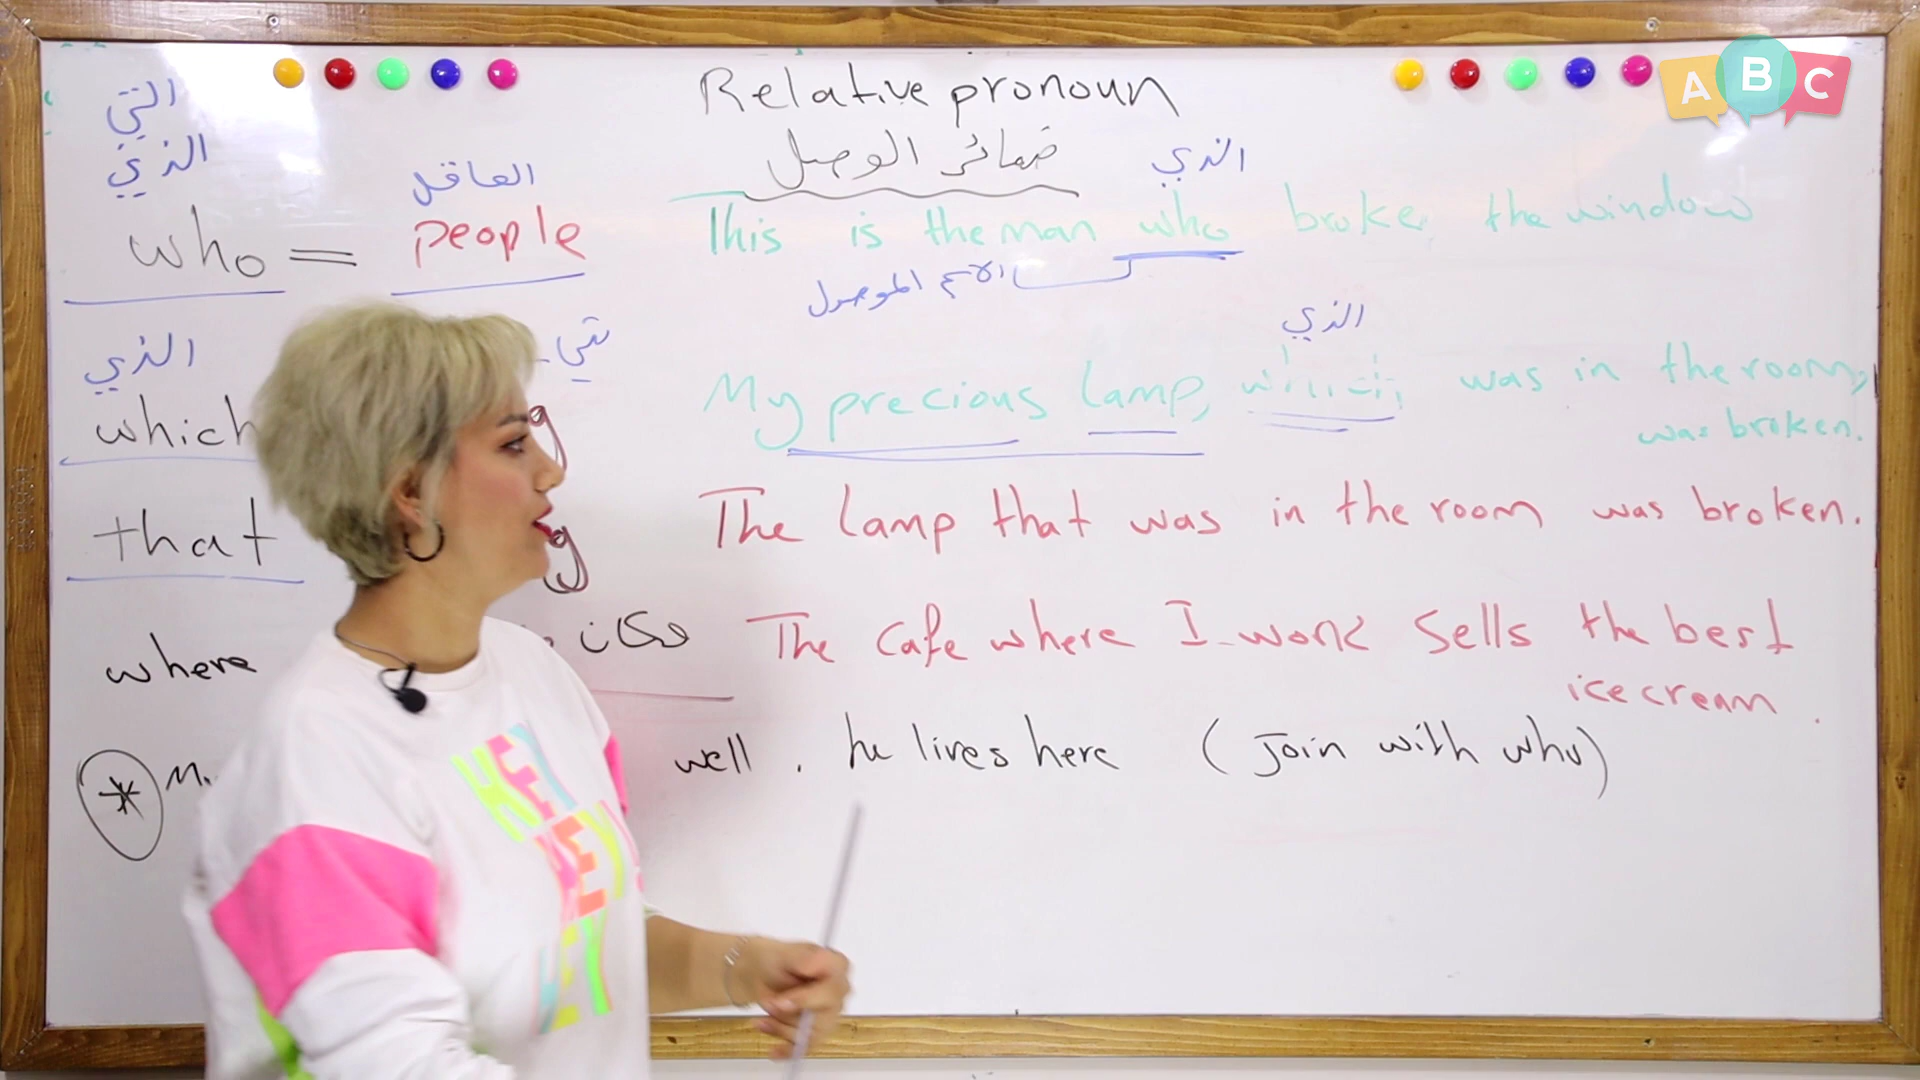 A B C
Relative pronoun
ضمائر الوصل
التي
الذي
العاقل
who = people
الذي
This is the man who broke the window
الاسم الموصول
الذي
الذي
which
My precious lamp, which was in the room,
was broken.
that
The lamp that was in the room was broken.
where
مكان
The cafe where I work sells the best
ice cream.
* well. he lives here (Join with who)
HEY
HEY
HEY